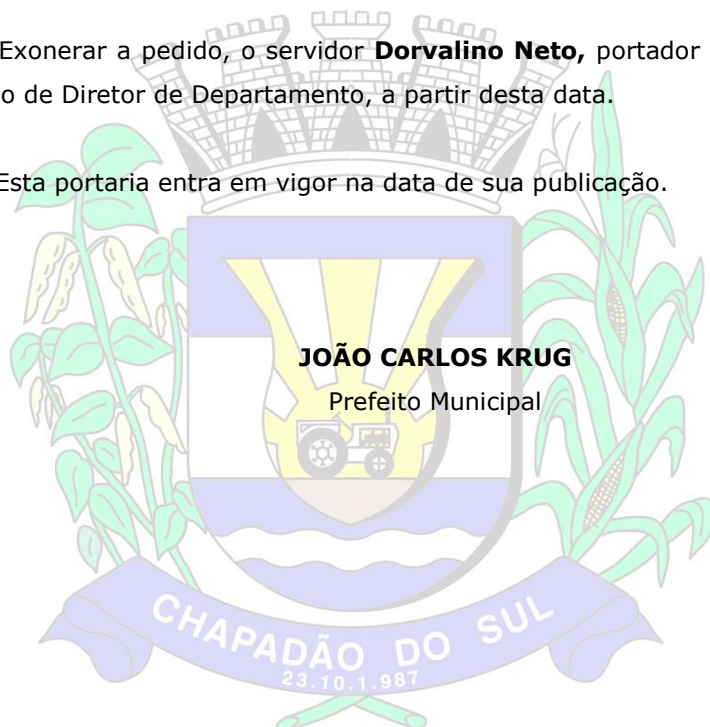 Exonerar a pedido, o servidor Dorvalino Neto, portador
o de Diretor de Departamento, a partir desta data.
Esta portaria entra em vigor na data de sua publicação.
JOÃO CARLOS KRUG
Prefeito Municipal
CHAPADÃO DO SUL
23.10.1.987